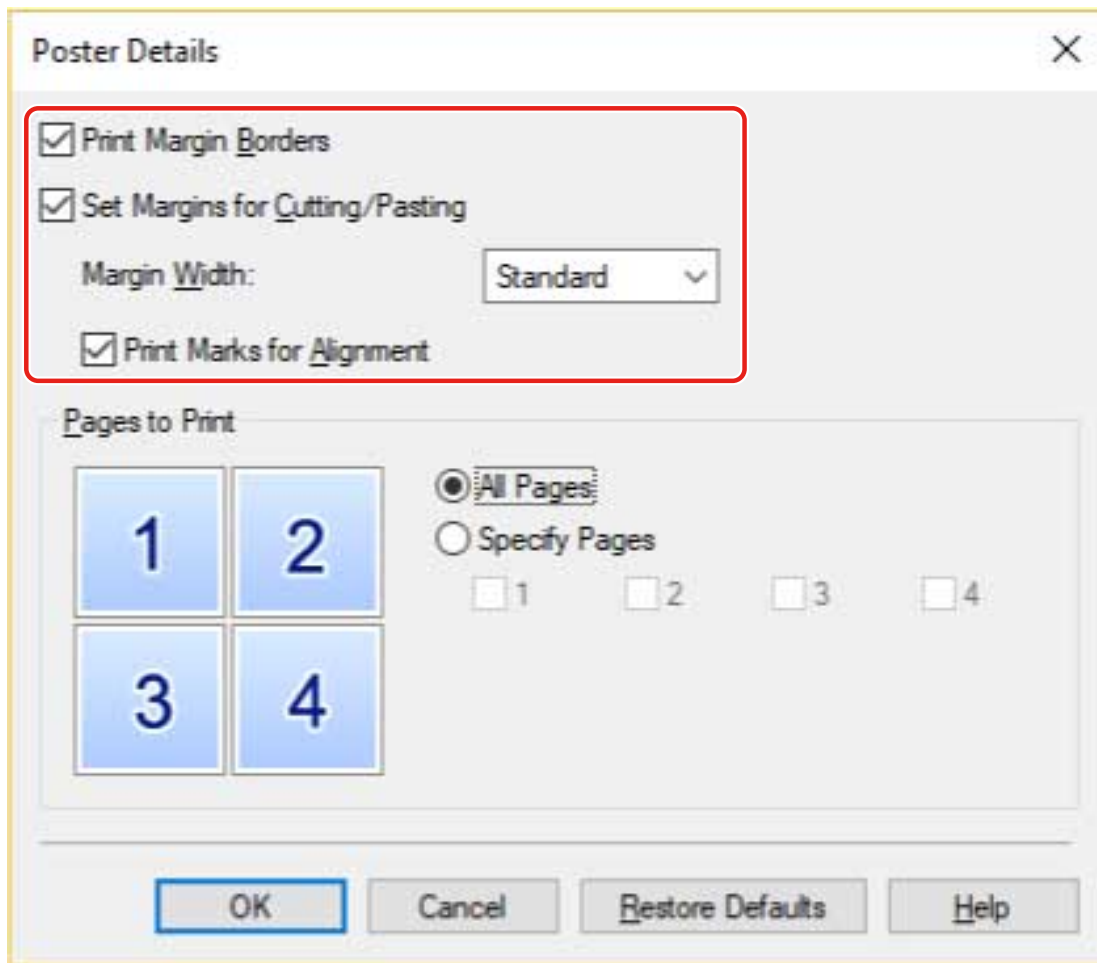 Poster Details
Print Margin Borders
Set Margins for Cutting/Pasting
Margin Width: Standard
Print Marks for Alignment
Pages to Print
1 2
3 4
All Pages
Specify Pages
1 2 3 4
OK Cancel Restore Defaults Help